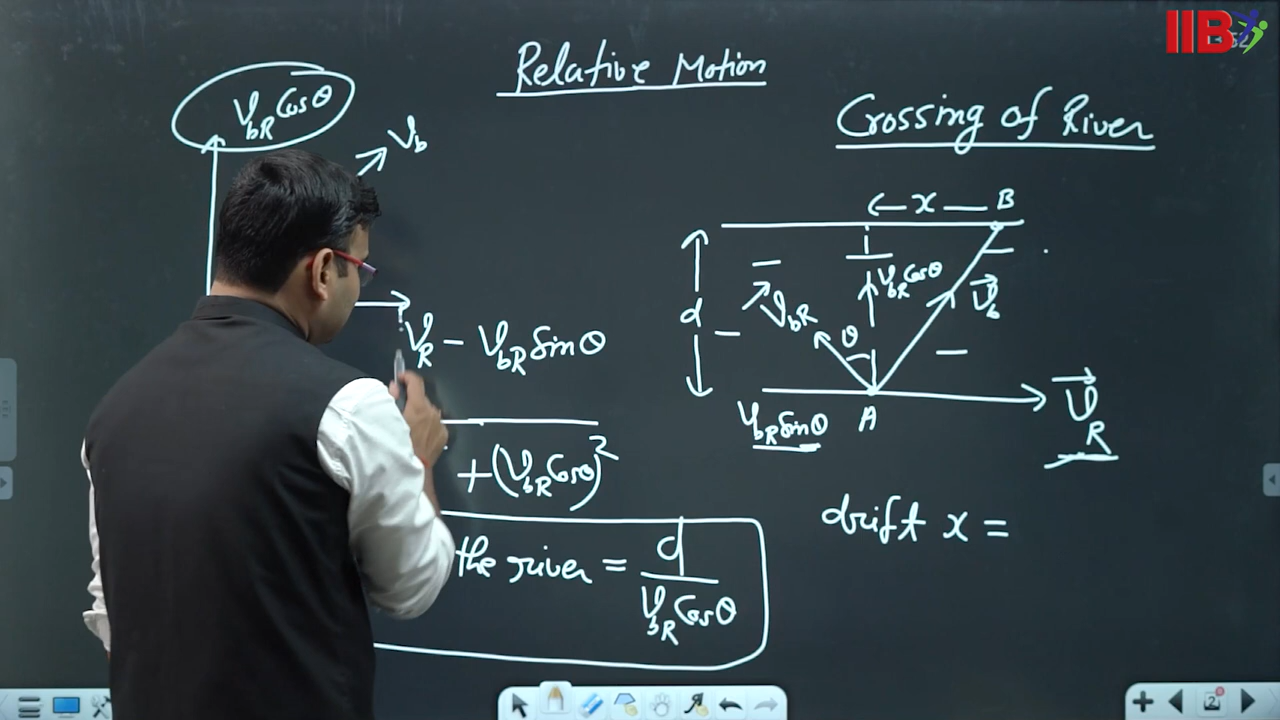 IIB
Relative Motion
V_bR Cosθ
V_b
Crossing of River
x
B
V_bR Cosθ
d
V_bR
θ
V_b
V_R - V_bR Sinθ
V_R
V_bR Sinθ
A
+(V_bR Cosθ)²
drift x =
the river = d / V_bR Cosθ
2